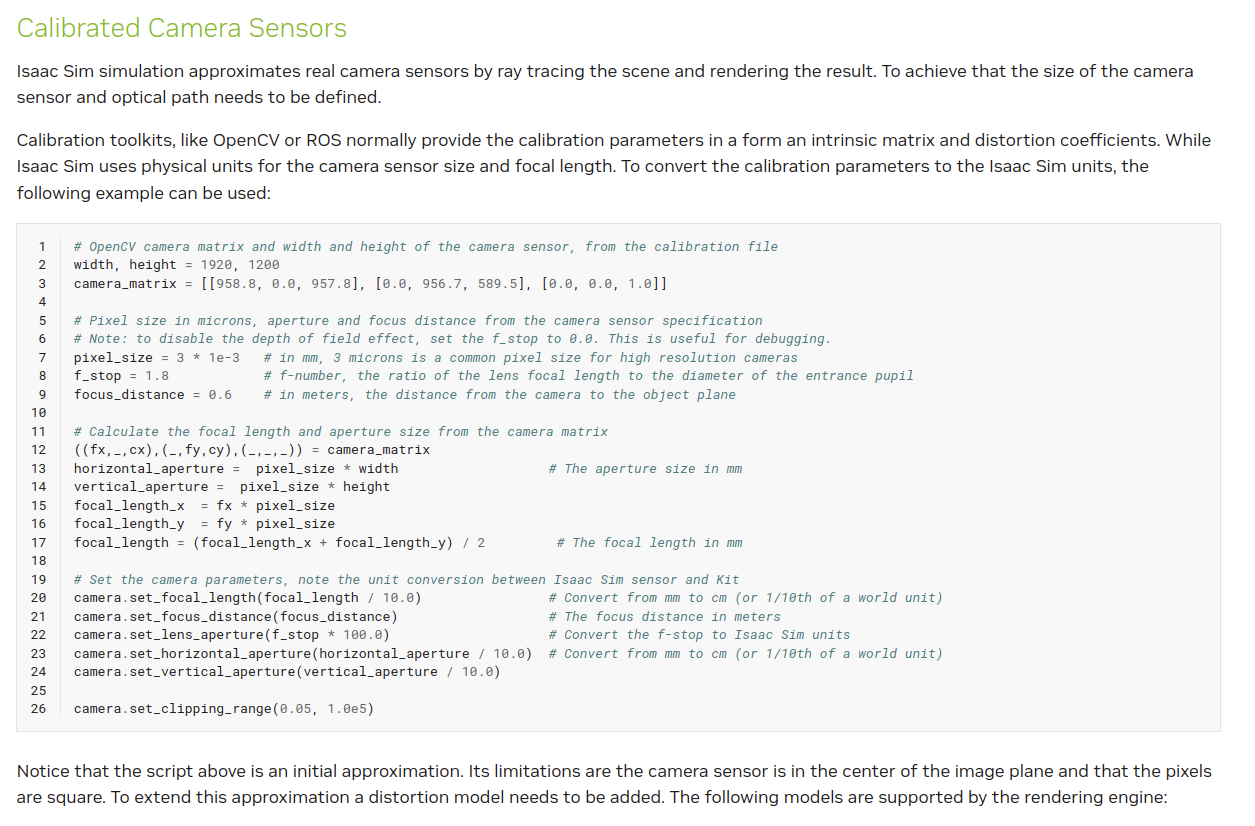 Calibrated Camera Sensors
Isaac Sim simulation approximates real camera sensors by ray tracing the scene and rendering the result. To achieve that the size of the camera
sensor and optical path needs to be defined.
Calibration toolkits, like OpenCV or ROS normally provide the calibration parameters in a form an intrinsic matrix and distortion coefficients. While
Isaac Sim uses physical units for the camera sensor size and focal length. To convert the calibration parameters to the Isaac Sim units, the
following example can be used:
1 # OpenCV camera matrix and width and height of the camera sensor, from the calibration file
2 width, height = 1920, 1200
3 camera_matrix = [[958.8, 0.0, 957.8], [0.0, 956.7, 589.5], [0.0, 0.0, 1.0]]
4
5 # Pixel size in microns, aperture and focus distance from the camera sensor specification
6 # Note: to disable the depth of field effect, set the f_stop to 0.0. This is useful for debugging.
7 pixel_size = 3 * 1e-3   # in mm, 3 microns is a common pixel size for high resolution cameras
8 f_stop = 1.8            # f-number, the ratio of the lens focal length to the diameter of the entrance pupil
9 focus_distance = 0.6    # in meters, the distance from the camera to the object plane
10
11 # Calculate the focal length and aperture size from the camera matrix
12 ((fx,_,cx),(_,fy,cy),(_,_,_)) = camera_matrix
13 horizontal_aperture =  pixel_size * width                   # The aperture size in mm
14 vertical_aperture =  pixel_size * height
15 focal_length_x  = fx * pixel_size
16 focal_length_y  = fy * pixel_size
17 focal_length = (focal_length_x + focal_length_y) / 2         # The focal length in mm
18
19 # Set the camera parameters, note the unit conversion between Isaac Sim sensor and Kit
20 camera.set_focal_length(focal_length / 10.0)                # Convert from mm to cm (or 1/10th of a world unit)
21 camera.set_focus_distance(focus_distance)                   # The focus distance in meters
22 camera.set_lens_aperture(f_stop * 100.0)                    # Convert the f-stop to Isaac Sim units
23 camera.set_horizontal_aperture(horizontal_aperture / 10.0)  # Convert from mm to cm (or 1/10th of a world unit)
24 camera.set_vertical_aperture(vertical_aperture / 10.0)
25
26 camera.set_clipping_range(0.05, 1.0e5)
Notice that the script above is an initial approximation. Its limitations are the camera sensor is in the center of the image plane and that the pixels
are square. To extend this approximation a distortion model needs to be added. The following models are supported by the rendering engine: